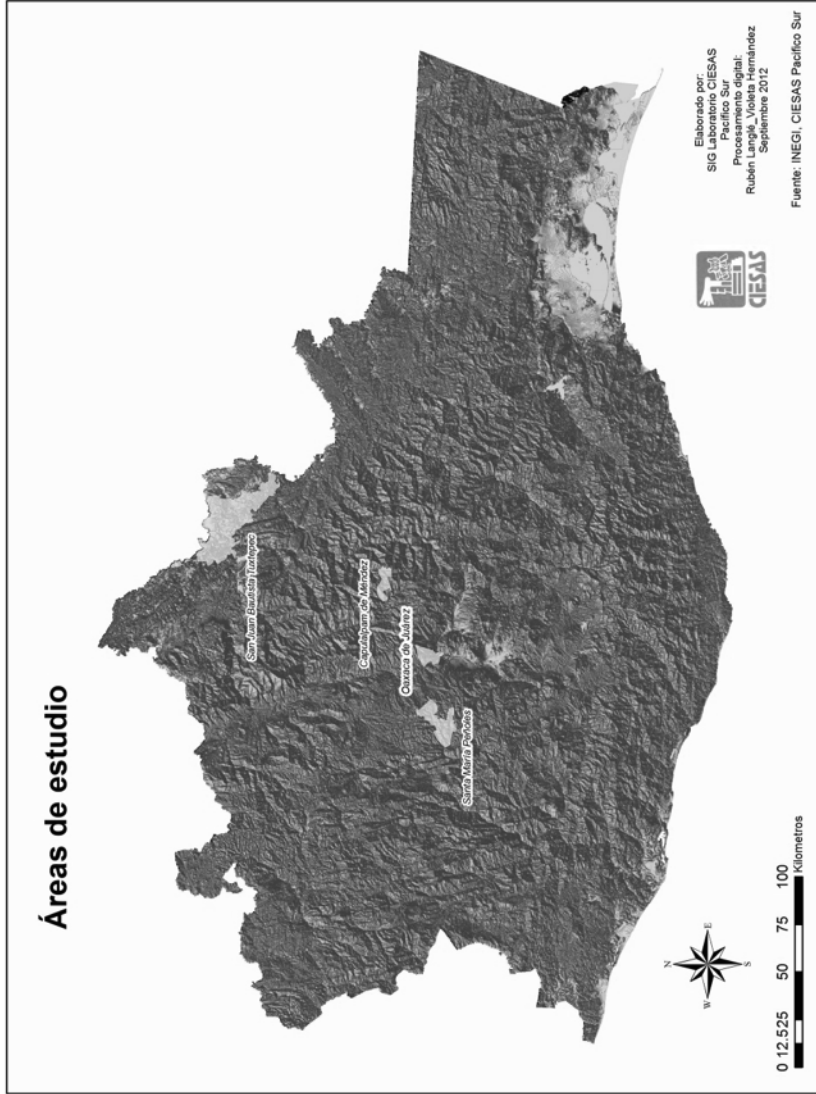 Áreas de estudio
San Juan Bautista Tuxtepec
Capulalpam de Méndez
Oaxaca de Juárez
Santa María Peñoles
N
W
E
S
0 12.525 50 75 100
Kilometros
CIESAS
Elaborado por:
SIG Laboratorio CIESAS
Pacifico Sur
Procesamiento digital:
Rubén Langlé_Violeta Hernández
Septiembre 2012
Fuente: INEGI, CIESAS Pacifico Sur